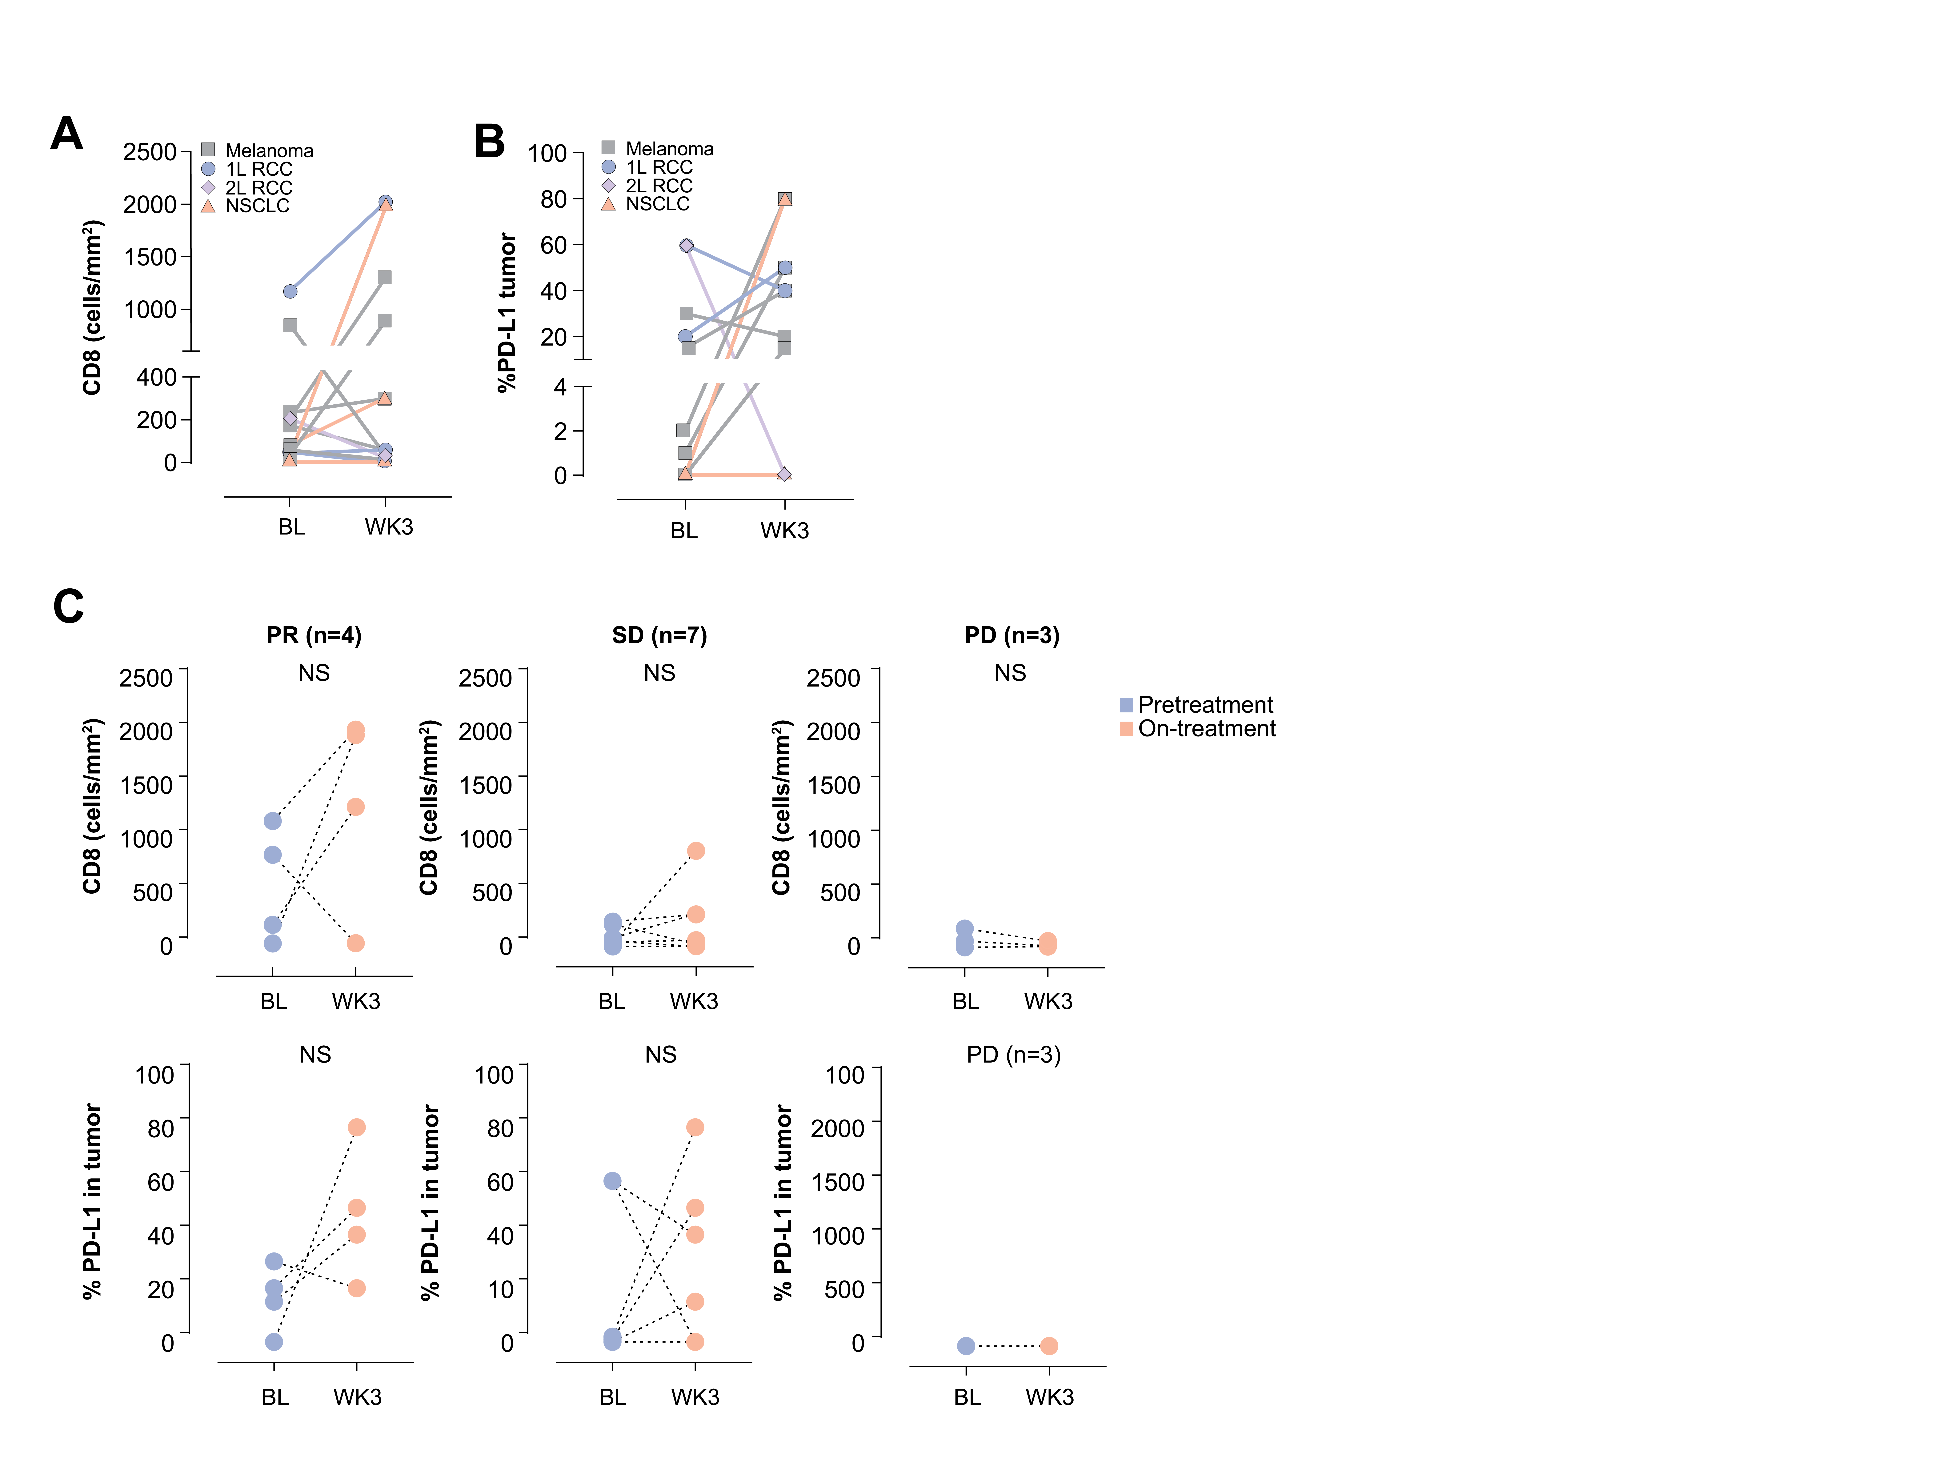 A
Melanoma
1L RCC
2L RCC
NSCLC
CD8 (cells/mm²)
2500
2000
1500
1000
400
200
0
BL
WK3
B
Melanoma
1L RCC
2L RCC
NSCLC
%PD-L1 tumor
100
80
60
40
20
4
2
0
BL
WK3
C
PR (n=4)
NS
CD8 (cells/mm²)
2500
2000
1500
1000
500
0
BL
WK3
SD (n=7)
NS
CD8 (cells/mm²)
2500
2000
1500
1000
500
0
BL
WK3
PD (n=3)
NS
CD8 (cells/mm²)
2500
2000
1500
1000
500
0
BL
WK3
Pretreatment
On-treatment
NS
% PD-L1 in tumor
100
80
60
40
20
0
BL
WK3
NS
% PD-L1 in tumor
100
80
60
40
10
0
BL
WK3
PD (n=3)
% PD-L1 in tumor
100
2000
1500
1000
500
0
BL
WK3